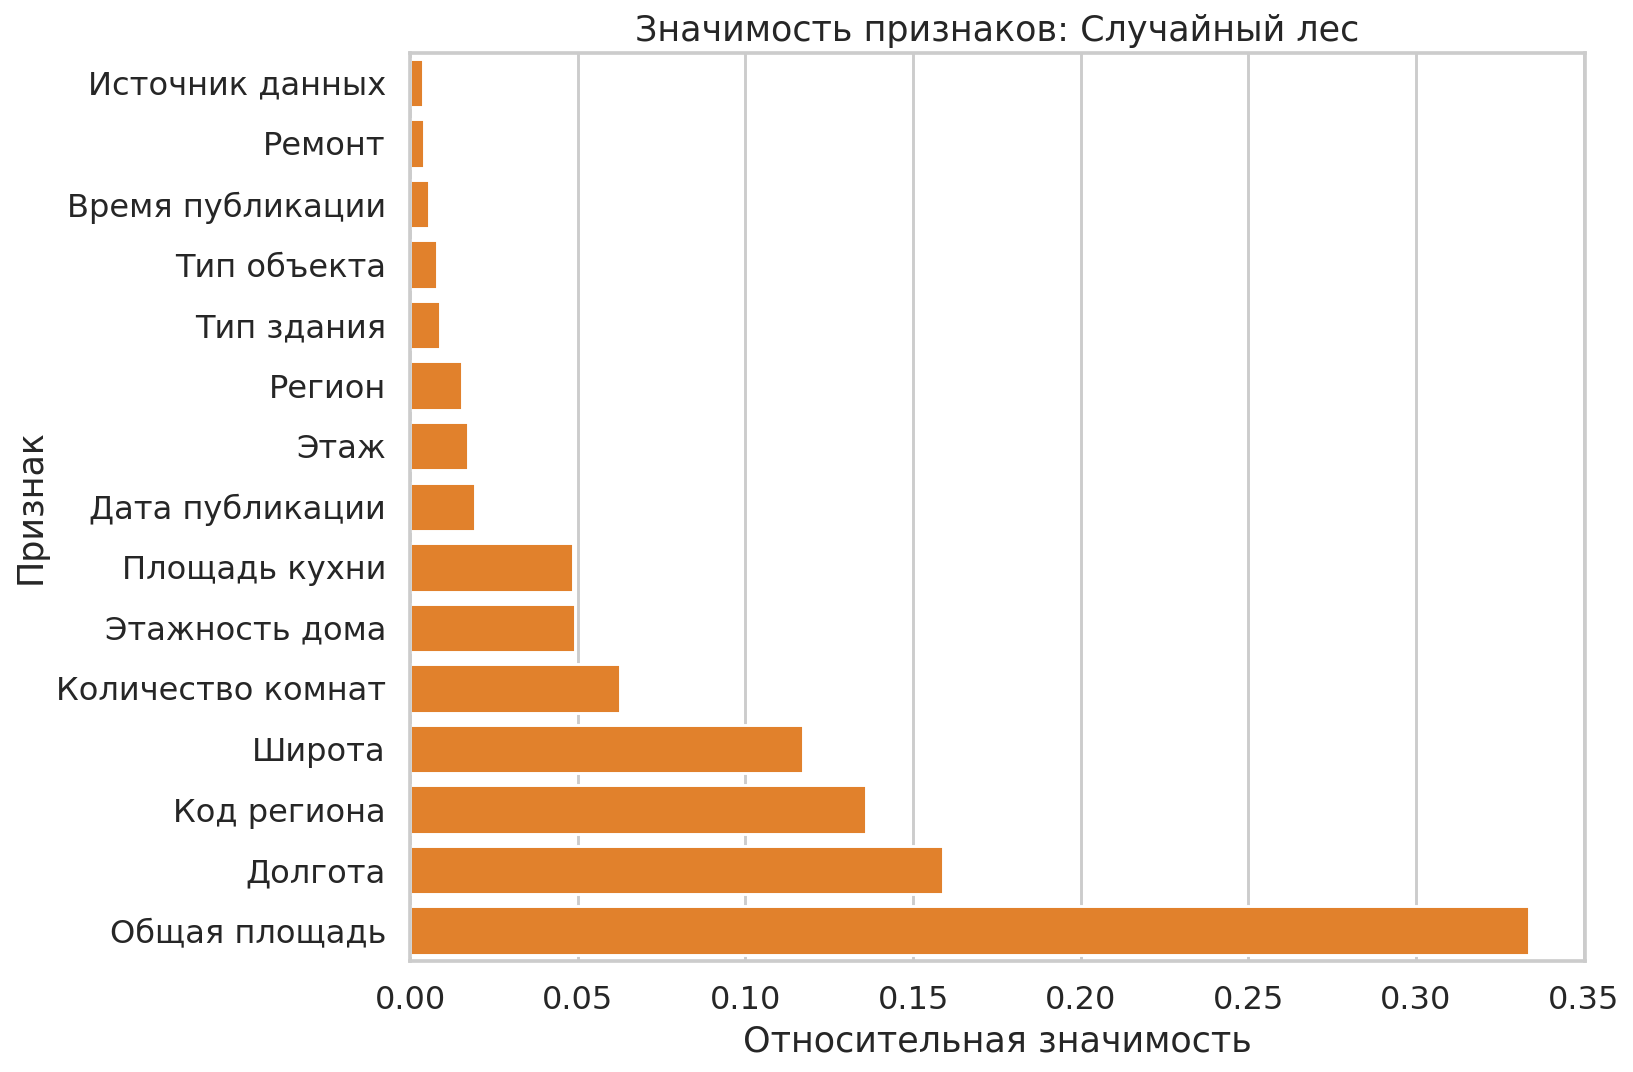 Значимость признаков: Случайный лес
Признак
Источник данных
Ремонт
Время публикации
Тип объекта
Тип здания
Регион
Этаж
Дата публикации
Площадь кухни
Этажность дома
Количество комнат
Широта
Код региона
Долгота
Общая площадь
0.00 0.05 0.10 0.15 0.20 0.25 0.30 0.35
Относительная значимость